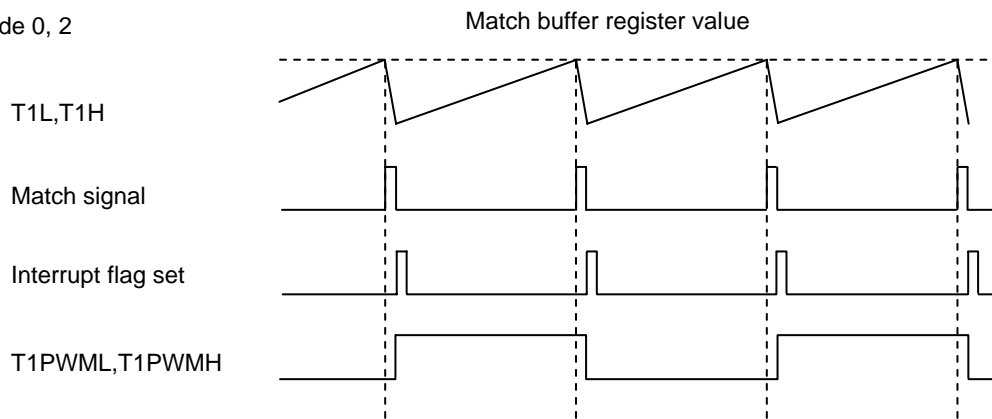 de 0, 2
Match buffer register value
T1L,T1H
Match signal
Interrupt flag set
T1PWML,T1PWMH